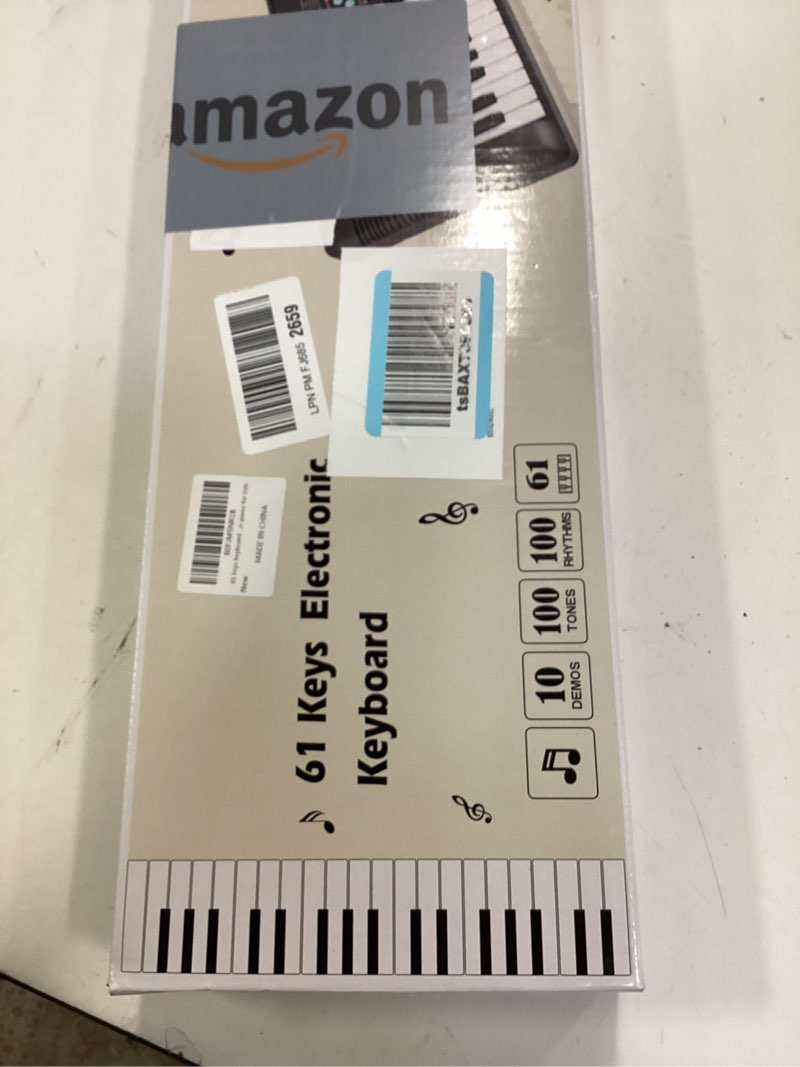 amazon
LPN PM FJ685 2659
MADE IN CHINA
New
61 Keys Electronic
Keyboard
10
DEMOS
100
TONES
100
RHYTHMS
61